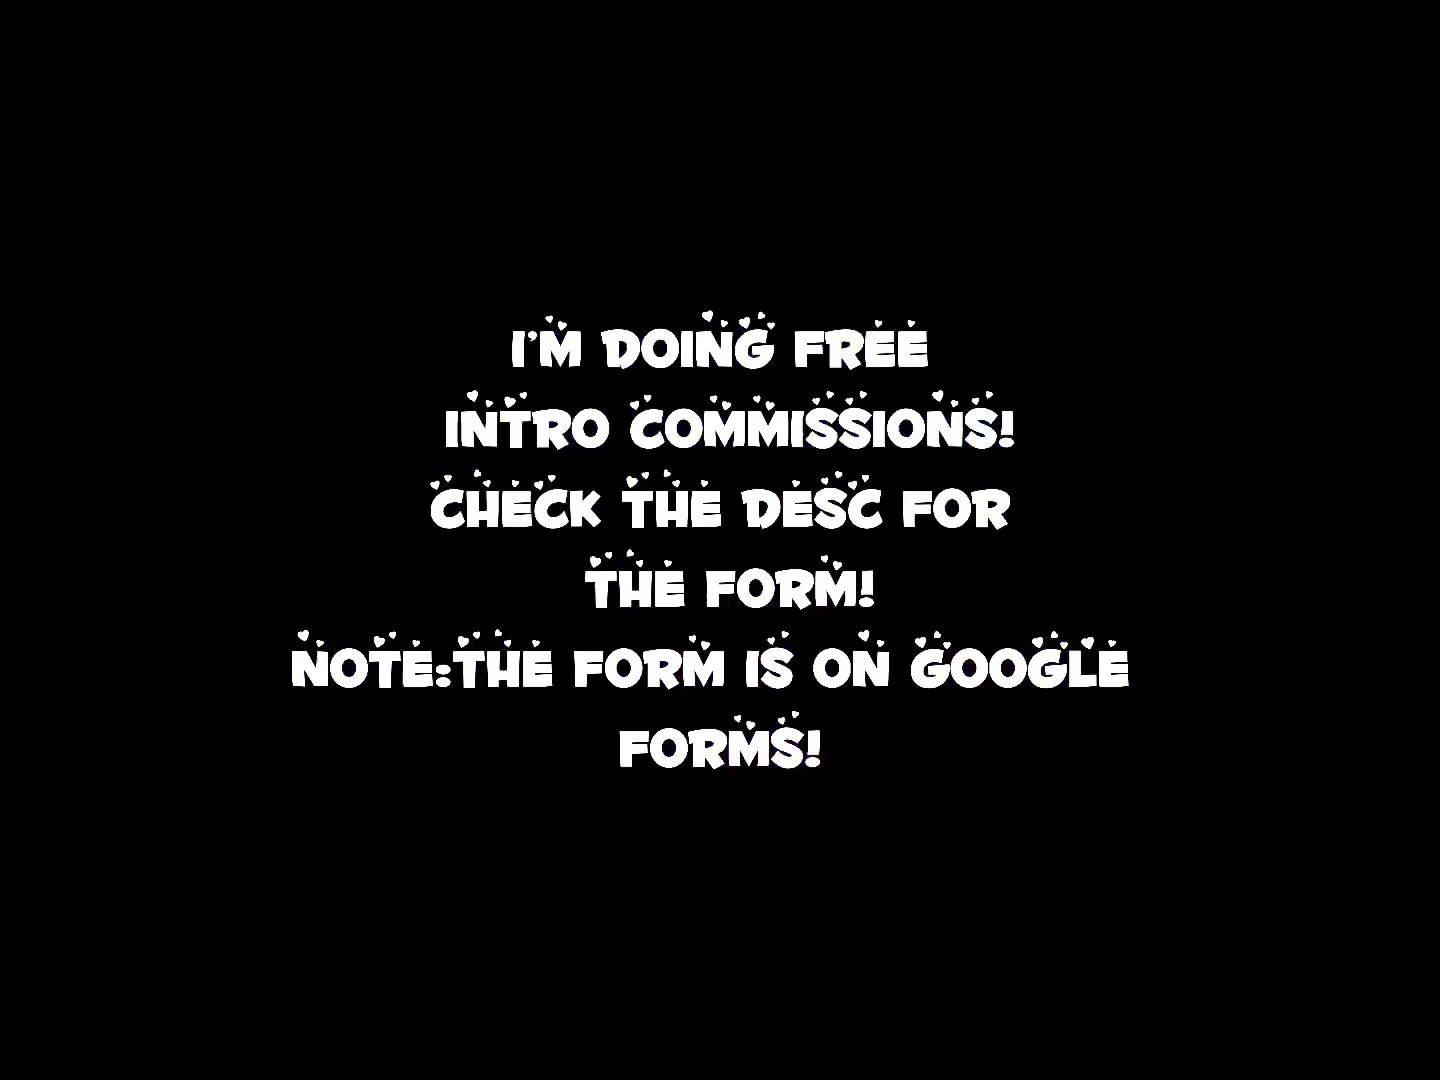 I'M DOING FREE
INTRO COMMISSIONS!
CHECK THE DESC FOR
THE FORM!
NOTE:THE FORM IS ON GOOGLE
FORMS!